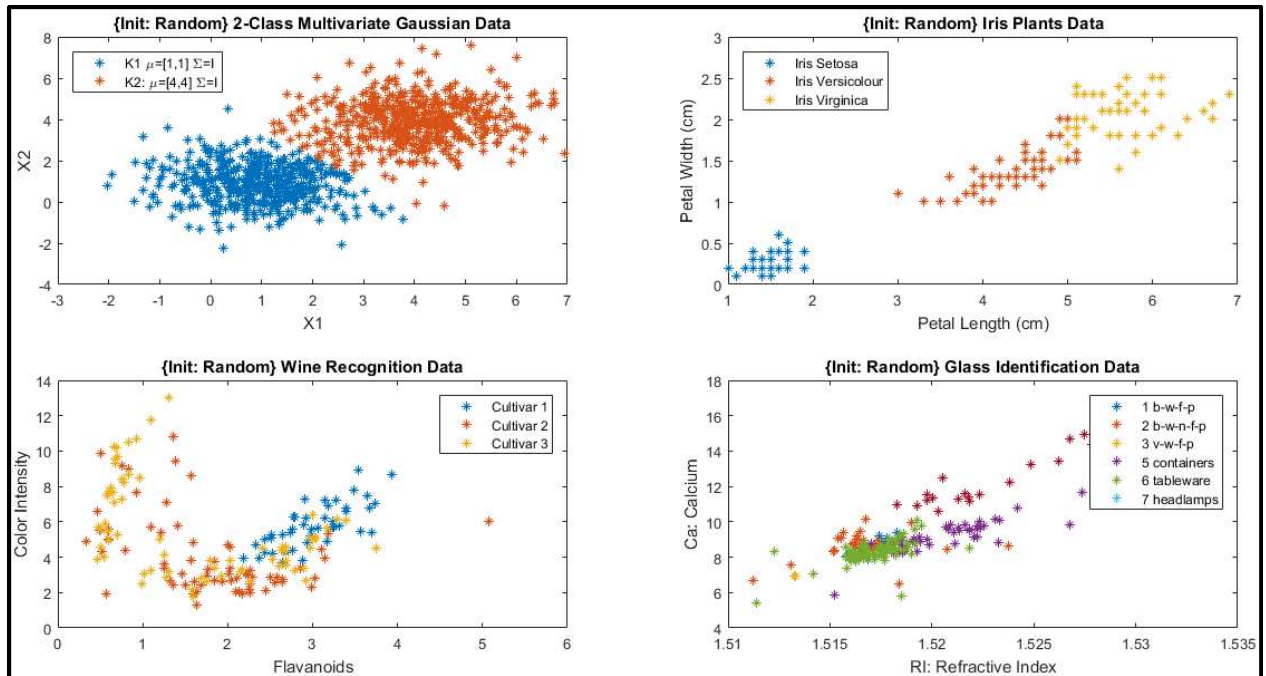 {Init: Random} 2-Class Multivariate Gaussian Data
8
6
4
2
0
-2
-4
X2
K1 μ=[1,1] Σ=I
K2: μ=[4,4] Σ=I
-3 -2 -1 0 1 2 3 4 5 6 7
X1
{Init: Random} Iris Plants Data
3
2.5
2
1.5
1
0.5
0
Petal Width (cm)
Iris Setosa
Iris Versicolour
Iris Virginica
1 2 3 4 5 6 7
Petal Length (cm)
{Init: Random} Wine Recognition Data
14
12
10
8
6
4
2
0
Color Intensity
Cultivar 1
Cultivar 2
Cultivar 3
0 1 2 3 4 5 6
Flavanoids
{Init: Random} Glass Identification Data
18
16
14
12
10
8
6
4
Ca: Calcium
1 b-w-f-p
2 b-w-n-f-p
3 v-w-f-p
5 containers
6 tableware
7 headlamps
1.51 1.515 1.52 1.525 1.53 1.535
RI: Refractive Index